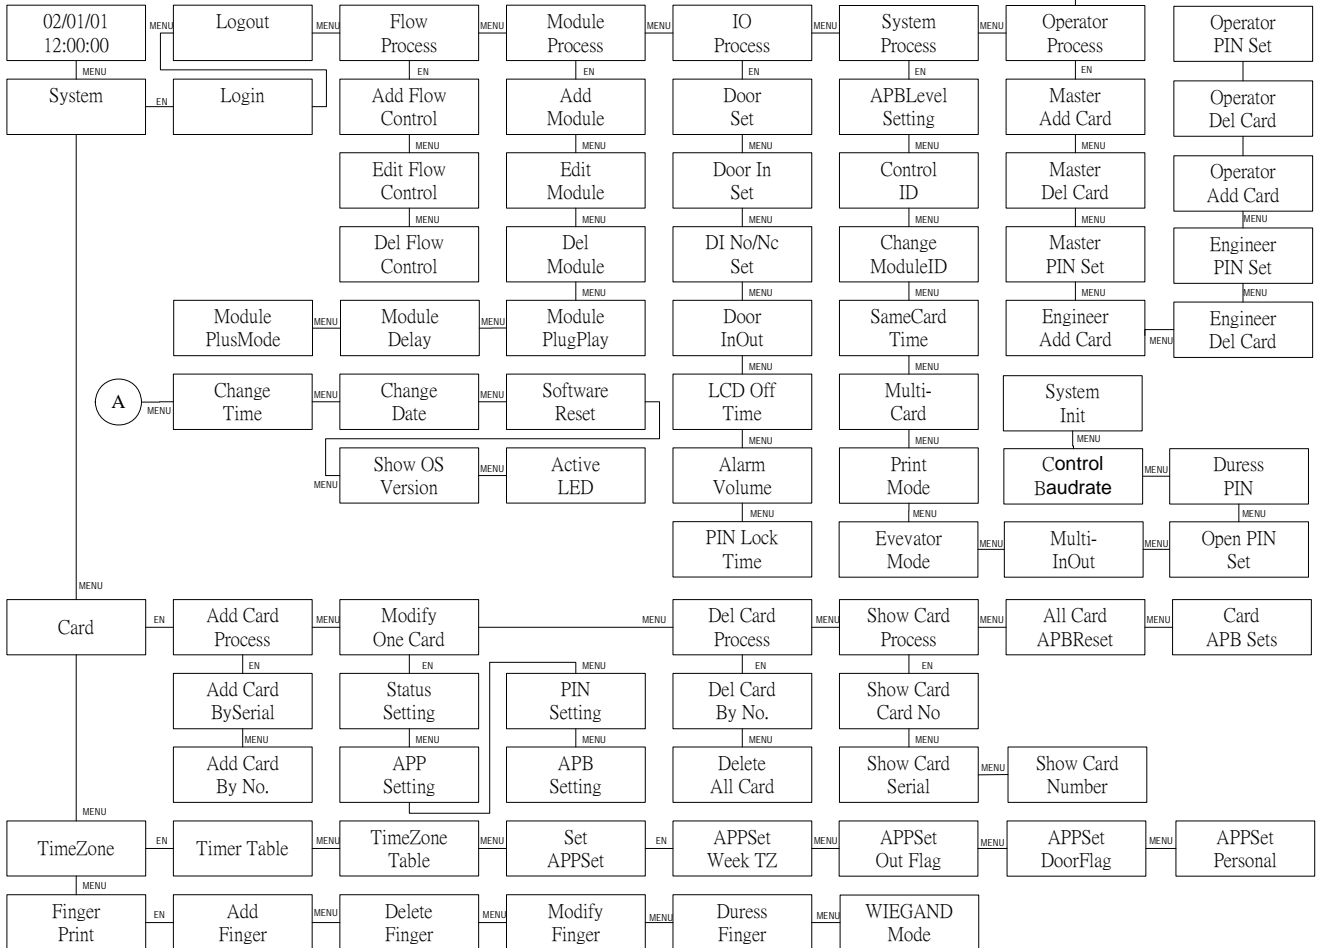 02/01/01
12:00:00
MENU
Logout
MENU
Flow
Process
MENU
Module
Process
MENU
IO
Process
MENU
System
Process
MENU
Operator
Process
Operator
PIN Set
MENU
EN
EN
EN
EN
EN
System
EN
Login
Add Flow
Control
Add
Module
Door
Set
APBLevel
Setting
Master
Add Card
Operator
Del Card
MENU
MENU
MENU
MENU
MENU
Edit Flow
Control
Edit
Module
Door In
Set
Control
ID
Master
Del Card
Operator
Add Card
MENU
MENU
MENU
MENU
MENU
MENU
Del Flow
Control
Del
Module
DI No/Nc
Set
Change
ModuleID
Master
PIN Set
Engineer
PIN Set
MENU
MENU
MENU
MENU
MENU
Module
PlusMode
MENU
Module
Delay
MENU
Module
PlugPlay
Door
InOut
SameCard
Time
Engineer
Add Card
MENU
Engineer
Del Card
MENU
MENU
A
MENU
Change
Time
MENU
Change
Date
MENU
Software
Reset
LCD Off
Time
Multi-
Card
System
Init
MENU
MENU
MENU
MENU
Show OS
Version
MENU
Active
LED
Alarm
Volume
Print
Mode
Control
Baudrate
MENU
Duress
PIN
MENU
MENU
MENU
PIN Lock
Time
Evevator
Mode
MENU
Multi-
InOut
MENU
Open PIN
Set
MENU
Card
EN
Add Card
Process
MENU
Modify
One Card
MENU
Del Card
Process
MENU
Show Card
Process
MENU
All Card
APBReset
MENU
Card
APB Sets
EN
EN
MENU
EN
EN
Add Card
BySerial
Status
Setting
PIN
Setting
Del Card
By No.
Show Card
Card No
MENU
MENU
MENU
MENU
MENU
Add Card
By No.
APP
Setting
APB
Setting
Delete
All Card
Show Card
Serial
MENU
Show Card
Number
MENU
TimeZone
EN
Timer Table
MENU
TimeZone
Table
MENU
Set
APPSet
EN
APPSet
Week TZ
MENU
APPSet
Out Flag
MENU
APPSet
DoorFlag
MENU
APPSet
Personal
MENU
Finger
Print
EN
Add
Finger
MENU
Delete
Finger
MENU
Modify
Finger
MENU
Duress
Finger
MENU
WIEGAND
Mode